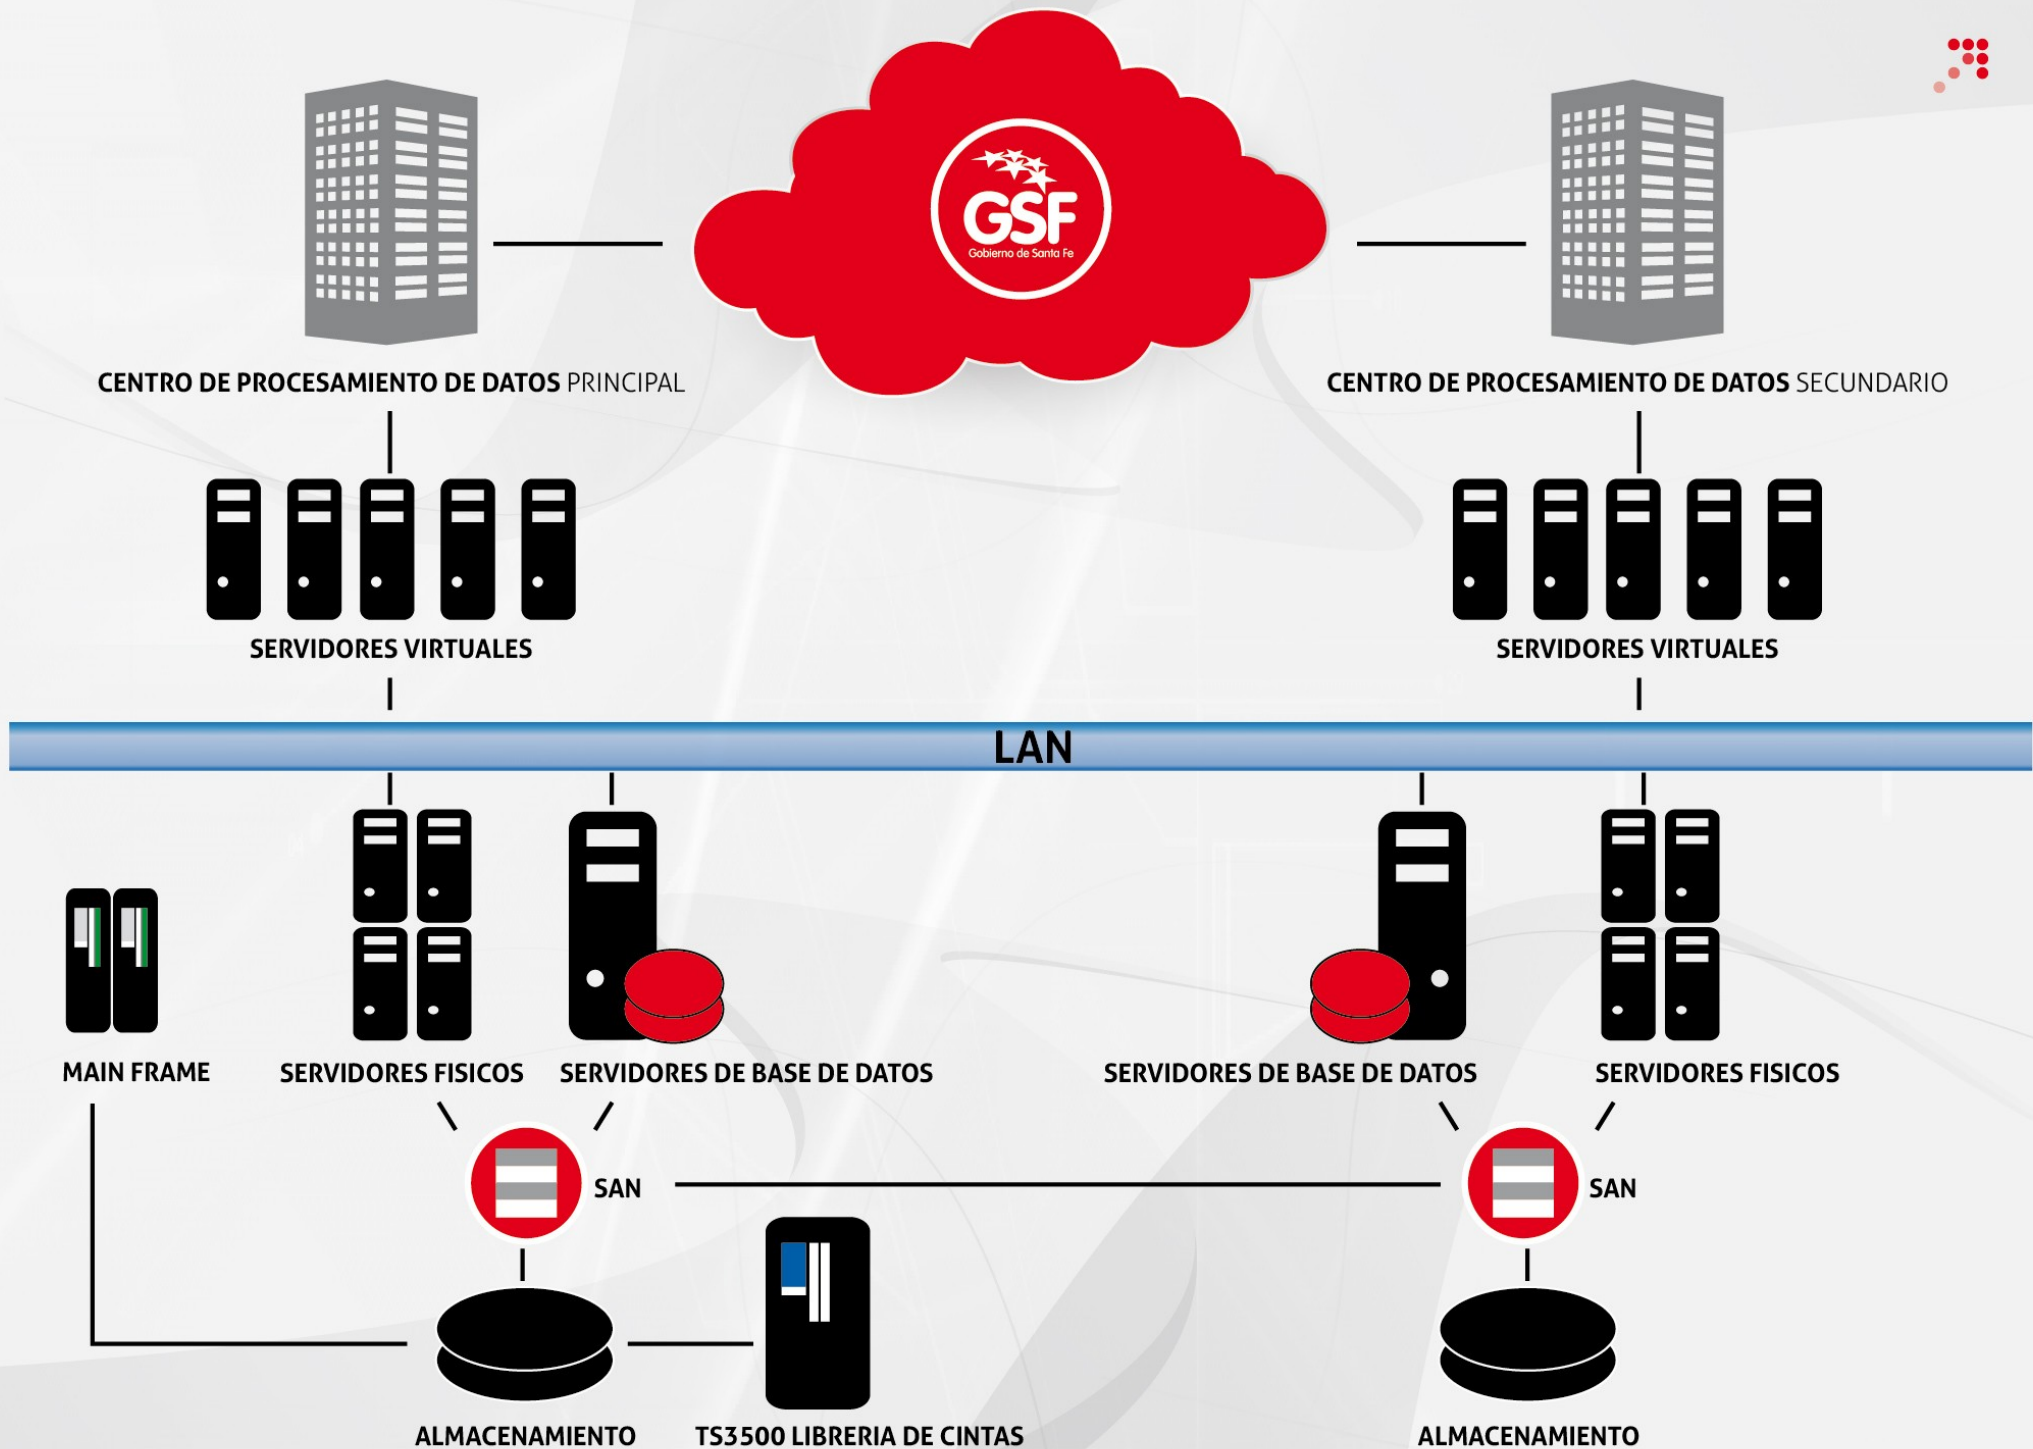 GSF
Gobierno de Santa Fe
CENTRO DE PROCESAMIENTO DE DATOS PRINCIPAL
CENTRO DE PROCESAMIENTO DE DATOS SECUNDARIO
SERVIDORES VIRTUALES
SERVIDORES VIRTUALES
LAN
MAIN FRAME
SERVIDORES FISICOS
SERVIDORES DE BASE DE DATOS
SERVIDORES DE BASE DE DATOS
SERVIDORES FISICOS
SAN
SAN
ALMACENAMIENTO
TS3500 LIBRERIA DE CINTAS
ALMACENAMIENTO